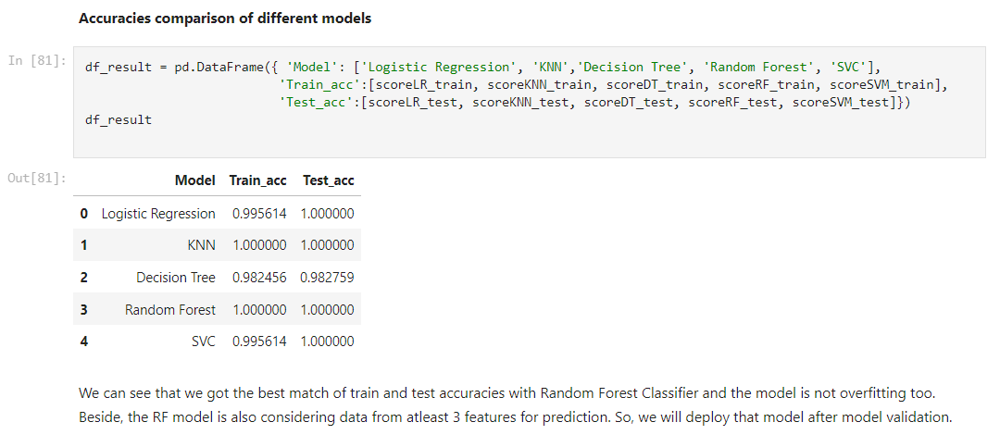 Accuracies comparison of different models
In [81]:
df_result = pd.DataFrame({ 'Model': ['Logistic Regression', 'KNN','Decision Tree', 'Random Forest', 'SVC'],
'Train_acc':[scoreLR_train, scoreKNN_train, scoreDT_train, scoreRF_train, scoreSVM_train],
'Test_acc':[scoreLR_test, scoreKNN_test, scoreDT_test, scoreRF_test, scoreSVM_test]})
df_result
Out[81]:
Model Train_acc Test_acc
0 Logistic Regression 0.995614 1.000000
1 KNN 1.000000 1.000000
2 Decision Tree 0.982456 0.982759
3 Random Forest 1.000000 1.000000
4 SVC 0.995614 1.000000
We can see that we got the best match of train and test accuracies with Random Forest Classifier and the model is not overfitting too.
Beside, the RF model is also considering data from atleast 3 features for prediction. So, we will deploy that model after model validation.